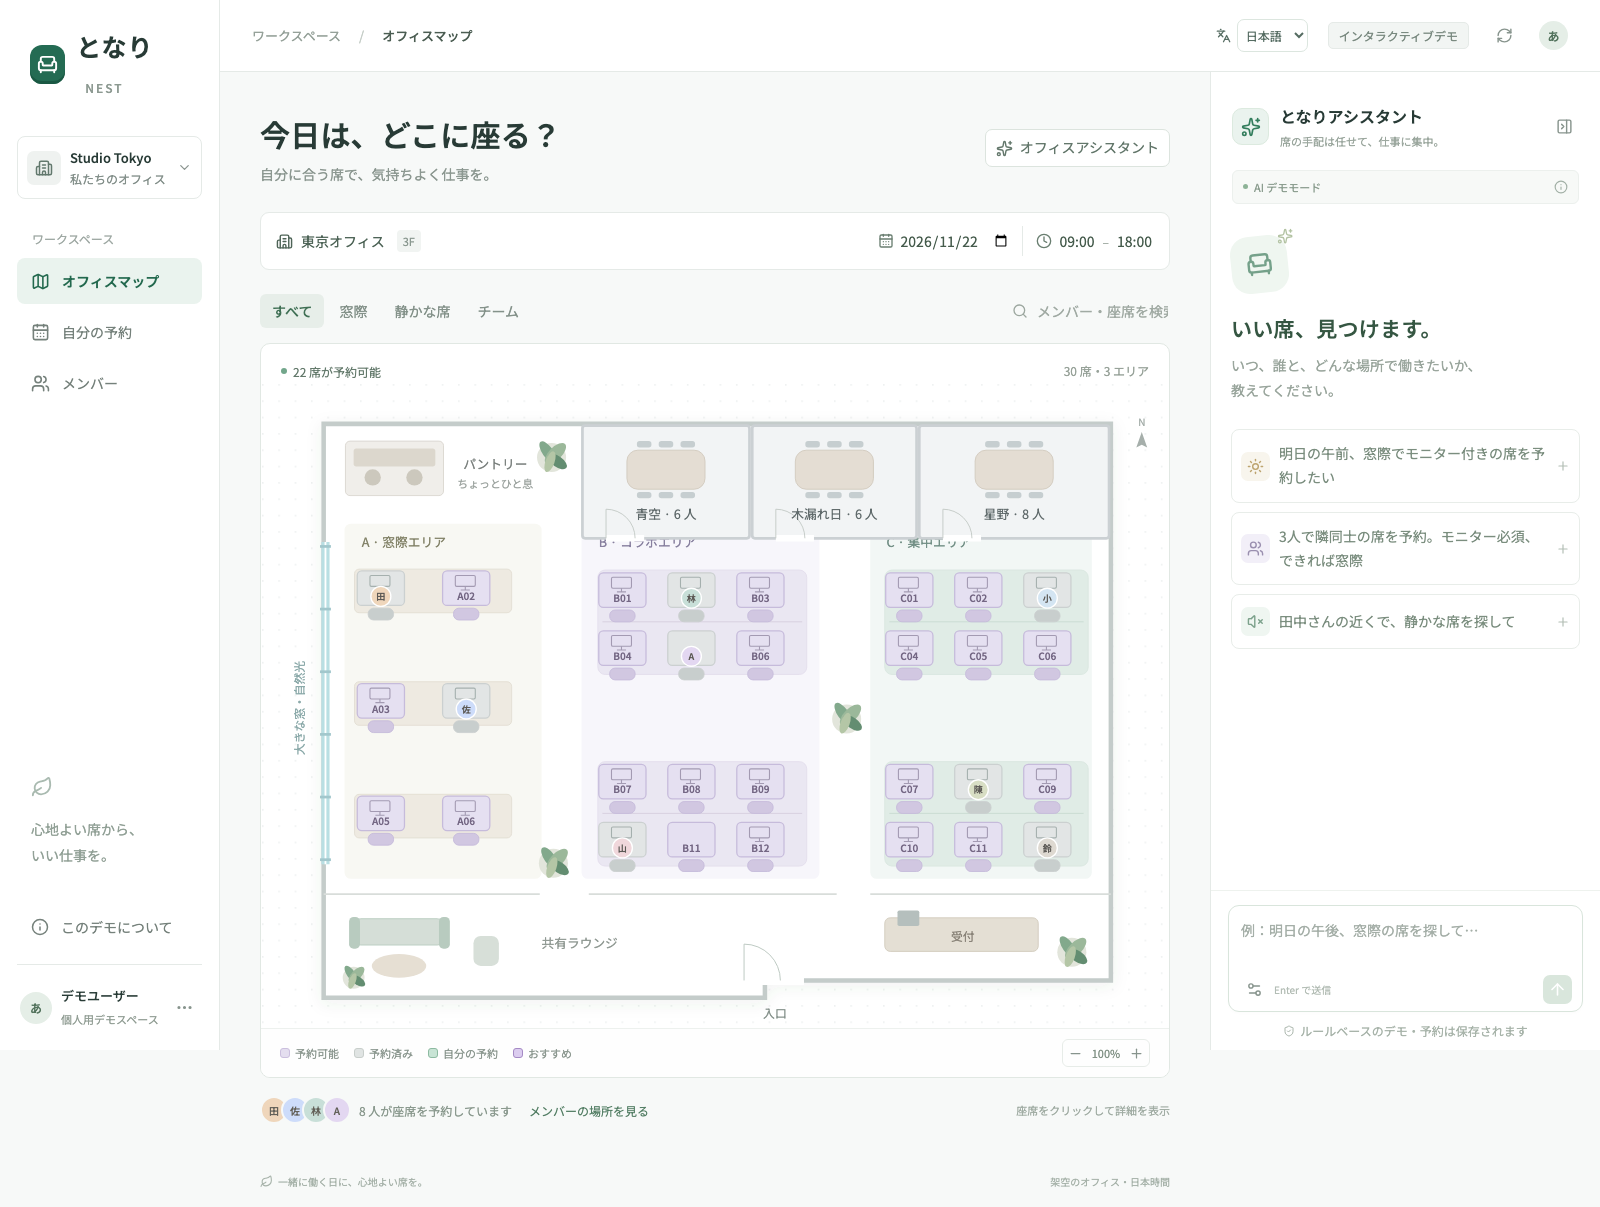 となり
NEST
Studio Tokyo
私たちのオフィス
ワークスペース
オフィスマップ
自分の予約
メンバー
心地よい席から、
いい仕事を。
このデモについて
あ
デモユーザー
個人用デモスペース
ワークスペース / オフィスマップ
日本語
インタラクティブデモ
あ
今日は、どこに座る？
自分に合う席で、気持ちよく仕事を。
オフィスアシスタント
東京オフィス 3F
2026/11/22
09:00 – 18:00
すべて 窓際 静かな席 チーム
メンバー・座席を検索
22 席が予約可能
30 席・3 エリア
N
パントリー
ちょっとひと息
青空 · 6 人
木漏れ日 · 6 人
星野 · 8 人
A · 窓際エリア
B · コラボエリア
C · 集中エリア
田 A02
B01 林 B03
C01 C02 小
B04 A B06
C04 C05 C06
A03 佐
大きな窓・自然光
B07 B08 B09
C07 陳 C09
A05 A06
山 B11 B12
C10 C11 鈴
共有ラウンジ
受付
入口
予約可能 予約済み 自分の予約 おすすめ
− 100% +
田 佐 林 A 8 人が座席を予約しています メンバーの場所を見る
座席をクリックして詳細を表示
一緒に働く日に、心地よい席を。
架空のオフィス・日本時間
となりアシスタント
席の手配は任せて、仕事に集中。
AI デモモード
いい席、見つけます。
いつ、誰と、どんな場所で働きたいか、
教えてください。
明日の午前、窓際でモニター付きの席を予
約したい
3人で隣同士の席を予約。モニター必須、
できれば窓際
田中さんの近くで、静かな席を探して
例：明日の午後、窓際の席を探して…
Enter で送信
ルールベースのデモ・予約は保存されます